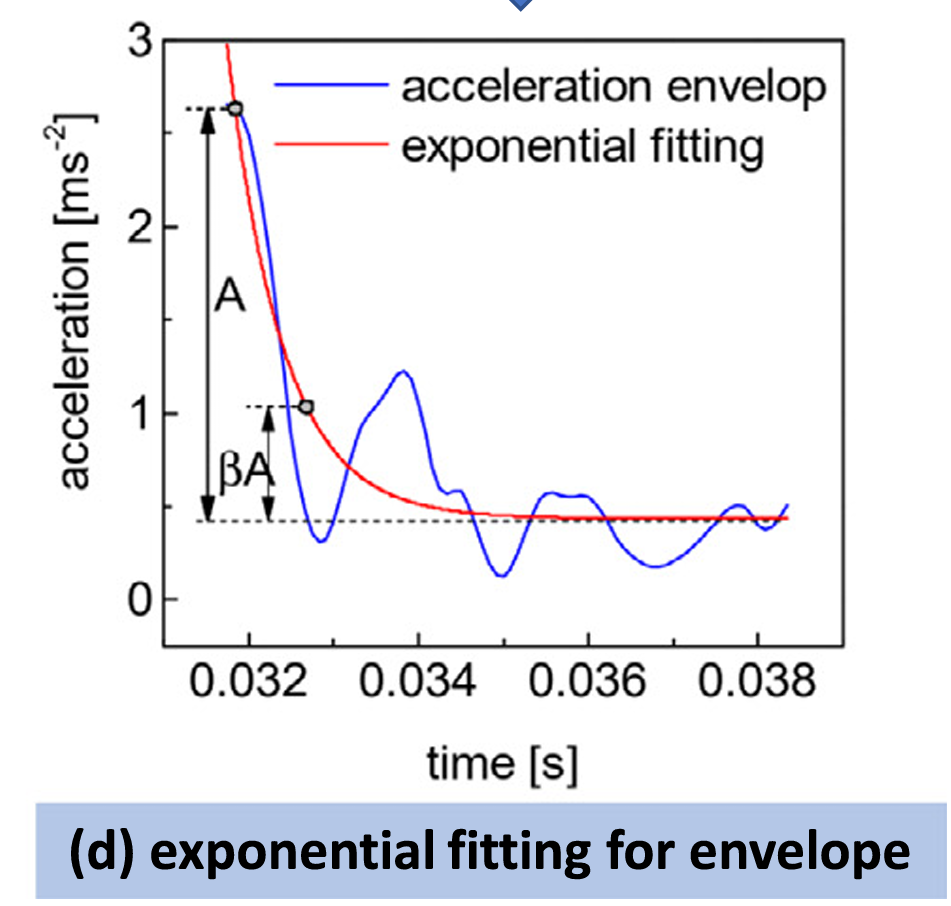 3
acceleration envelop
exponential fitting
2
A
1
βA
0
acceleration [ms-2]
0.032 0.034 0.036 0.038
time [s]
(d) exponential fitting for envelope